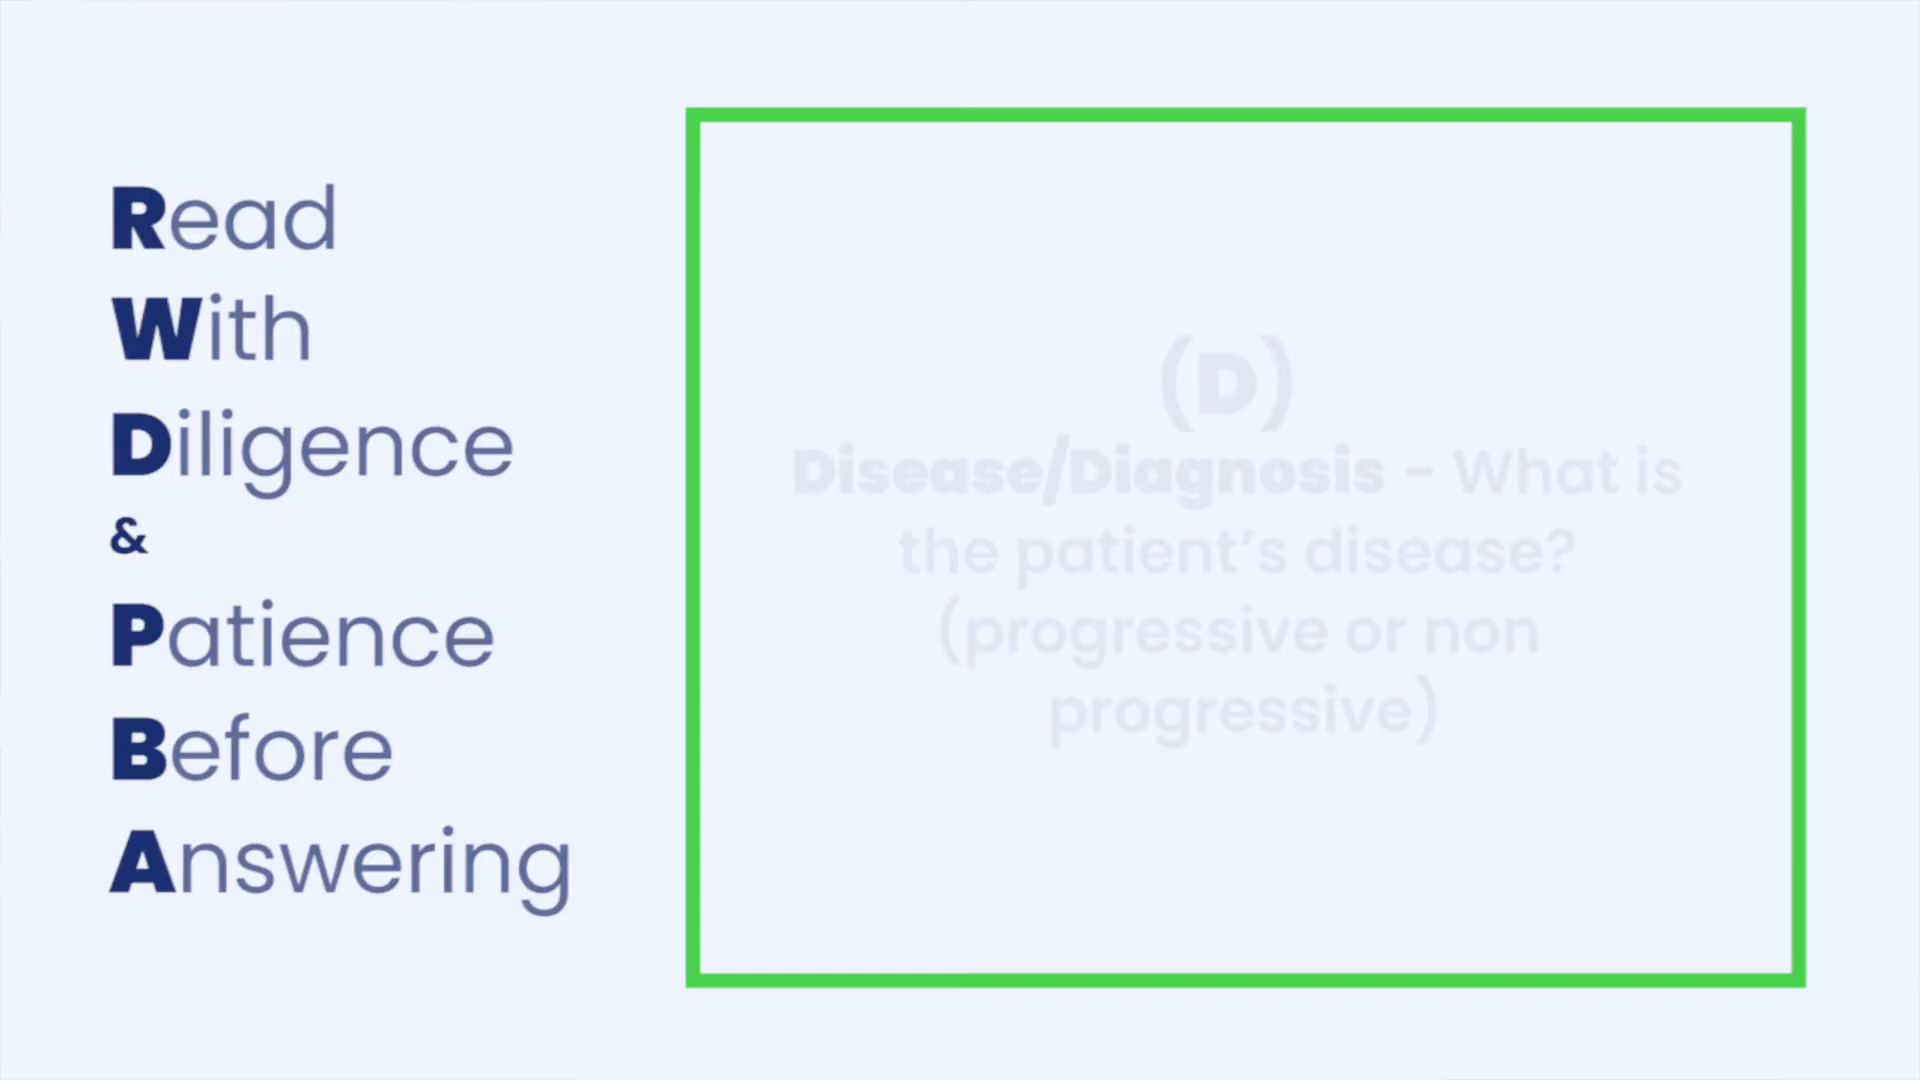 Read
With
Diligence
&
Patience
Before
Answering
(D)
Disease/Diagnosis - What is
the patient's disease?
(progressive or non
progressive)